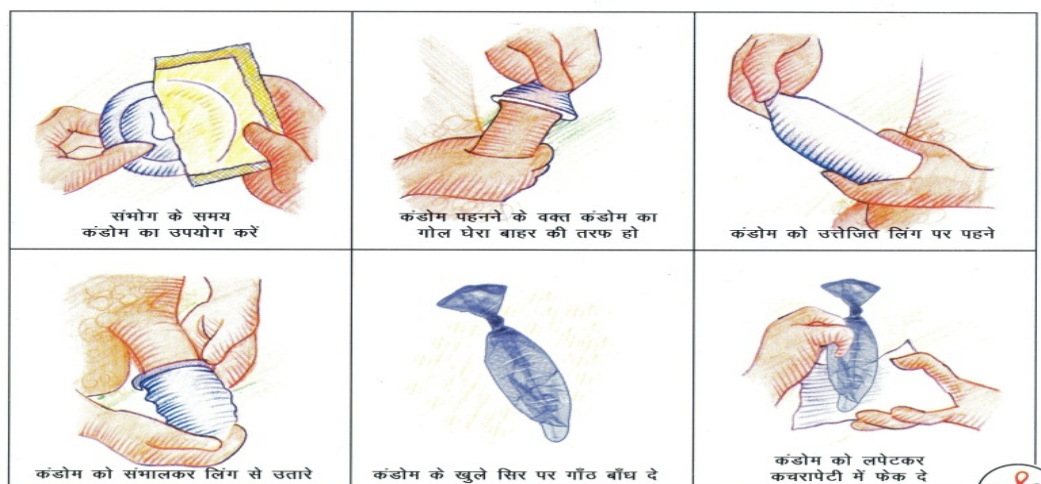 संभोग के समय
कंडोम का उपयोग करें
कंडोम पहनने के वक्त कंडोम का
गोल घेरा बाहर की तरफ हो
कंडोम को उत्तेजित लिंग पर पहने
कंडोम को संभालकर लिंग से उतारे
कंडोम के खुले सिर पर गाँठ बाँध दे
कंडोम को लपेटकर
कचरापेटी में फेक दे